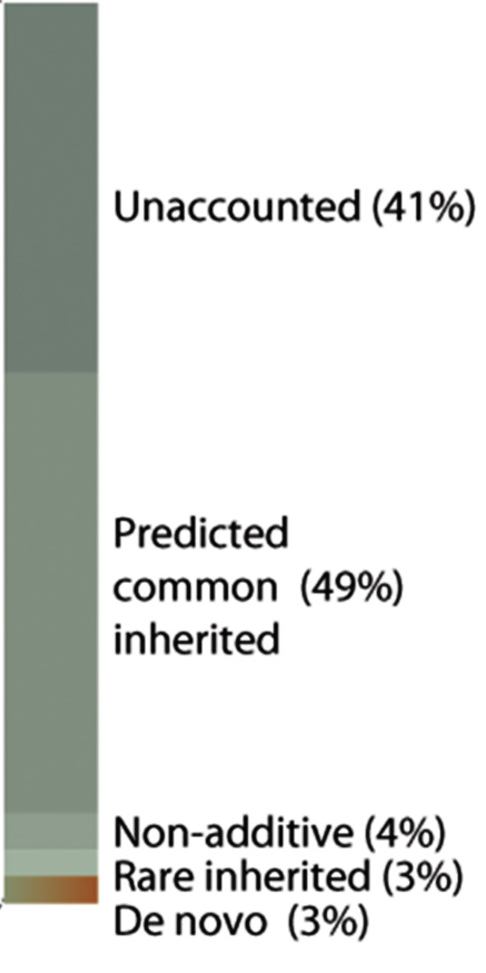 Unaccounted (41%)
Predicted
common (49%)
inherited
Non-additive (4%)
Rare inherited (3%)
De novo (3%)